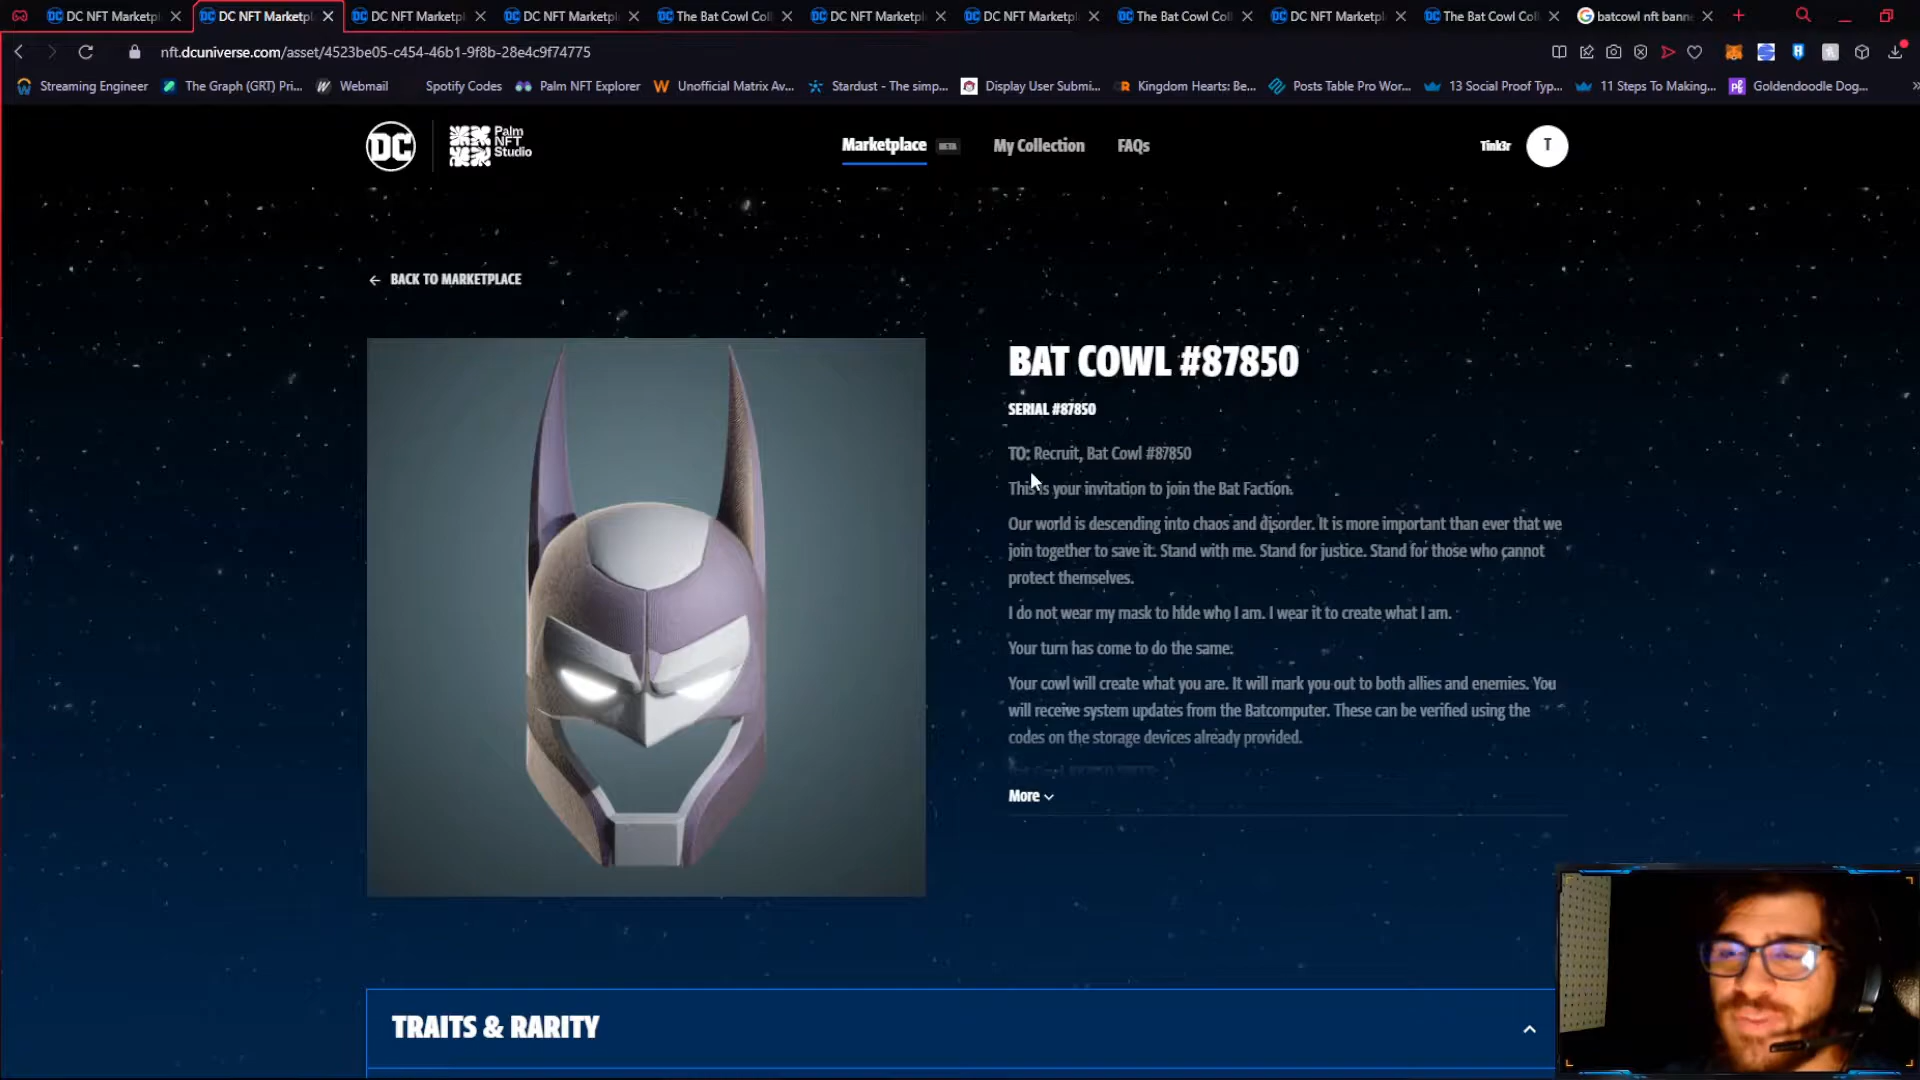 DC NFT Marketpl
DC NFT Marketpl
DC NFT Marketpl
DC NFT Marketpl
The Bat Cowl Coll
DC NFT Marketpl
DC NFT Marketpl
The Bat Cowl Coll
DC NFT Marketpl
The Bat Cowl Coll
batcowl nft bann
nft.dcuniverse.com/asset/4523be05-c454-46b1-9f8b-28e4c9f74775
Streaming Engineer
The Graph (GRT) Pri...
Webmail
Spotify Codes
Palm NFT Explorer
Unofficial Matrix Av...
Stardust - The simp...
Display User Submi...
Kingdom Hearts: Be...
Posts Table Pro Wor...
13 Social Proof Typ...
11 Steps To Making...
Goldendoodle Dog...
DC
Palm
NFT
Studio
Marketplace BETA
My Collection
FAQs
Tink3r
T
BACK TO MARKETPLACE
BAT COWL #87850
SERIAL #87850
TO: Recruit, Bat Cowl #87850
This is your invitation to join the Bat Faction.
Our world is descending into chaos and disorder. It is more important than ever that we
join together to save it. Stand with me. Stand for justice. Stand for those who cannot
protect themselves.
I do not wear my mask to hide who I am. I wear it to create what I am.
Your turn has come to do the same.
Your cowl will create what you are. It will mark you out to both allies and enemies. You
will receive system updates from the Batcomputer. These can be verified using the
codes on the storage devices already provided.
More
TRAITS & RARITY